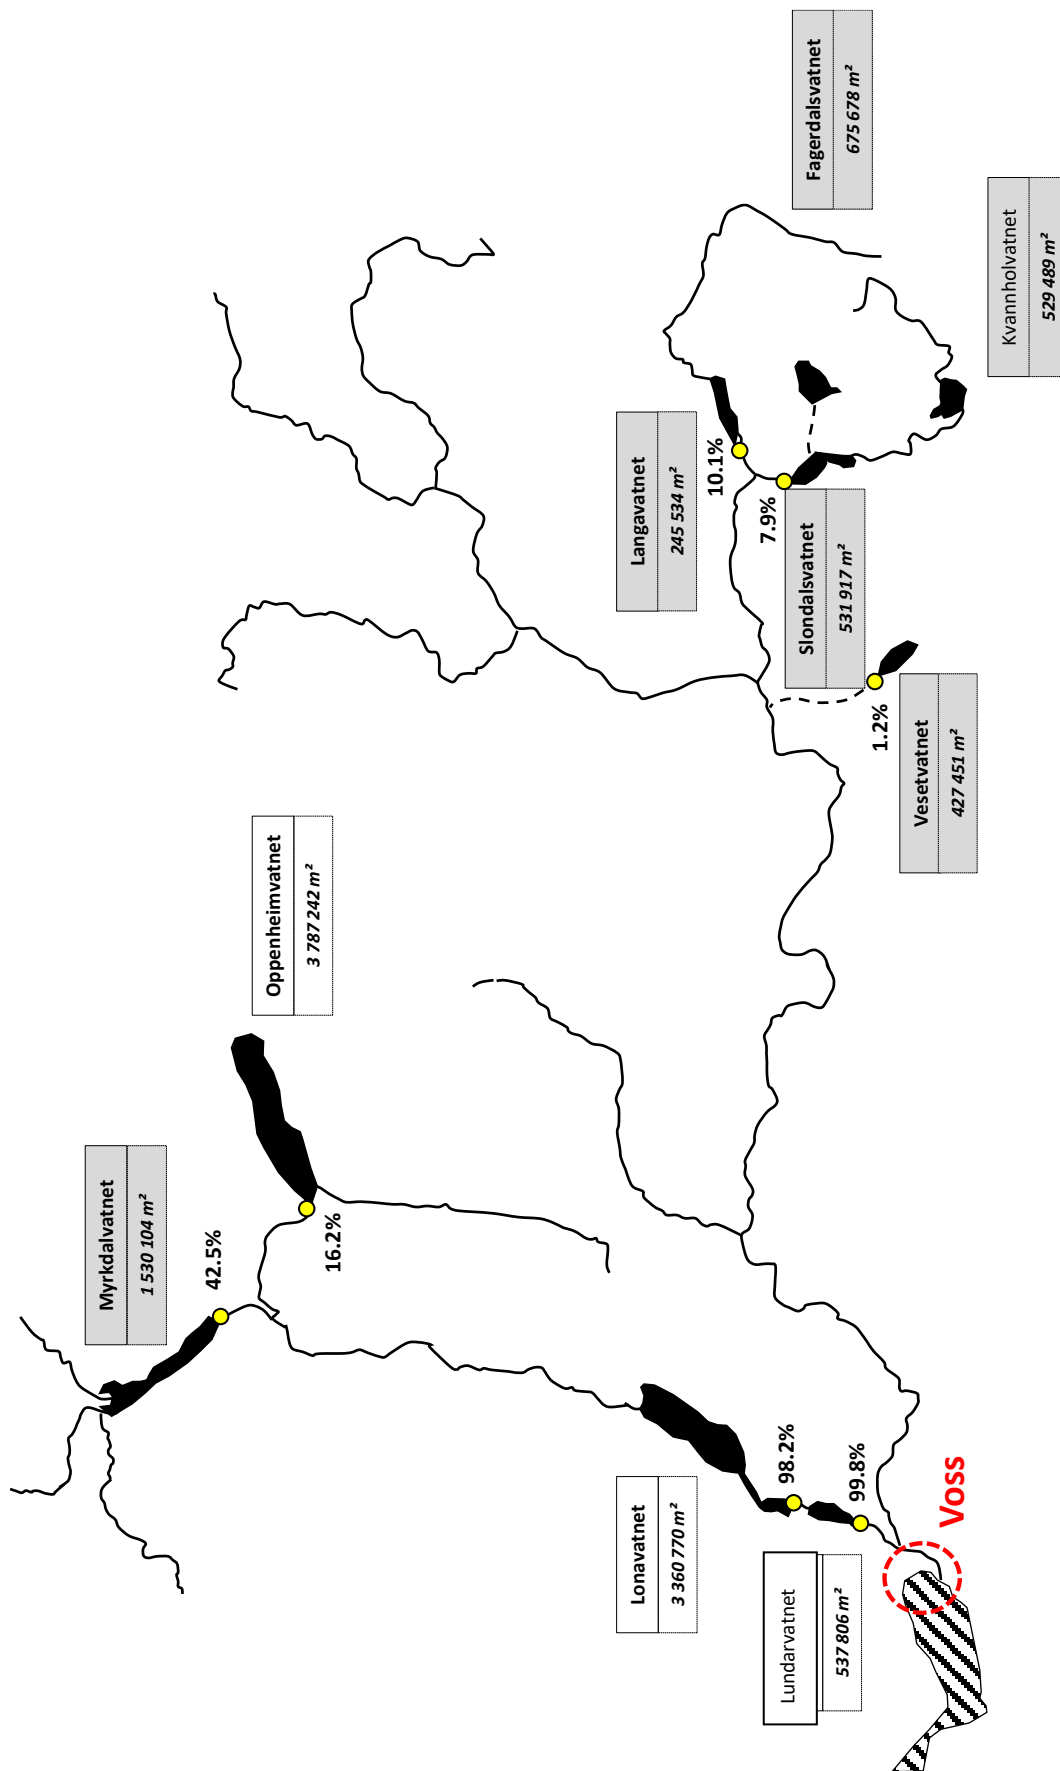 Fagerdalsvatnet
675 678 m²
Kvannholvatnet
529 489 m²
Langavatnet
245 534 m²
10.1%
7.9%
Slondalsvatnet
531 917 m²
1.2%
Vesetvatnet
427 451 m²
Oppenheimvatnet
3 787 242 m²
16.2%
Myrkdalvatnet
1 530 104 m²
42.5%
Lonavatnet
3 360 770 m²
98.2%
99.8%
Lundarvatnet
537 806 m²
Voss